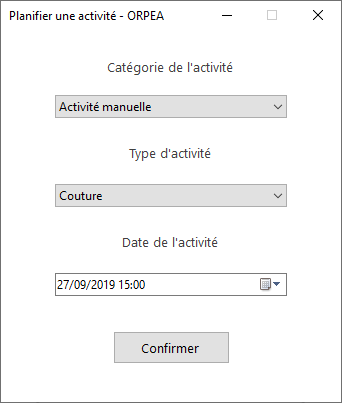 Planifier une activité - ORPEA
Catégorie de l'activité
Activité manuelle
Type d'activité
Couture
Date de l'activité
27/09/2019 15:00
Confirmer